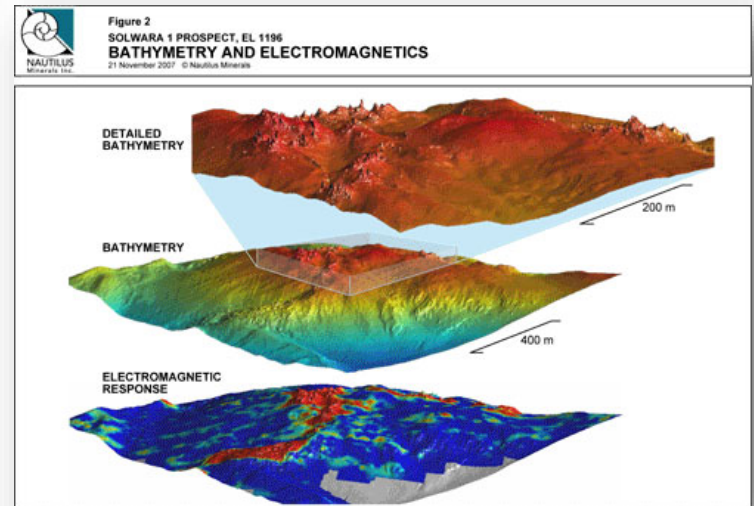 NAUTILUS
Minerals Inc.
Figure 2
SOLWARA 1 PROSPECT, EL 1196
BATHYMETRY AND ELECTROMAGNETICS
21 November 2007 © Nautilus Minerals
DETAILED
BATHYMETRY
200 m
BATHYMETRY
400 m
ELECTROMAGNETIC
RESPONSE